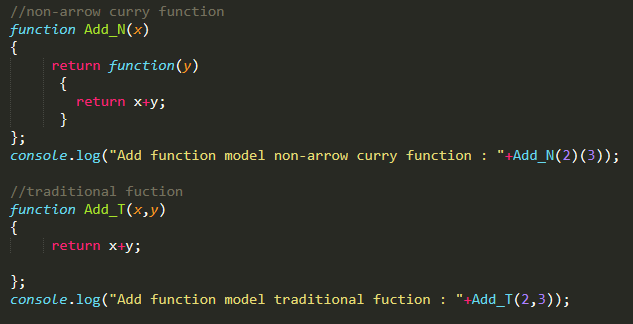 //non-arrow curry function
function Add_N(x)
{
return function(y)
{
return x+y;
}
};
console.log("Add function model non-arrow curry function : "+Add_N(2)(3));
//traditional fuction
function Add_T(x,y)
{
return x+y;
};
console.log("Add function model traditional fuction : "+Add_T(2,3));